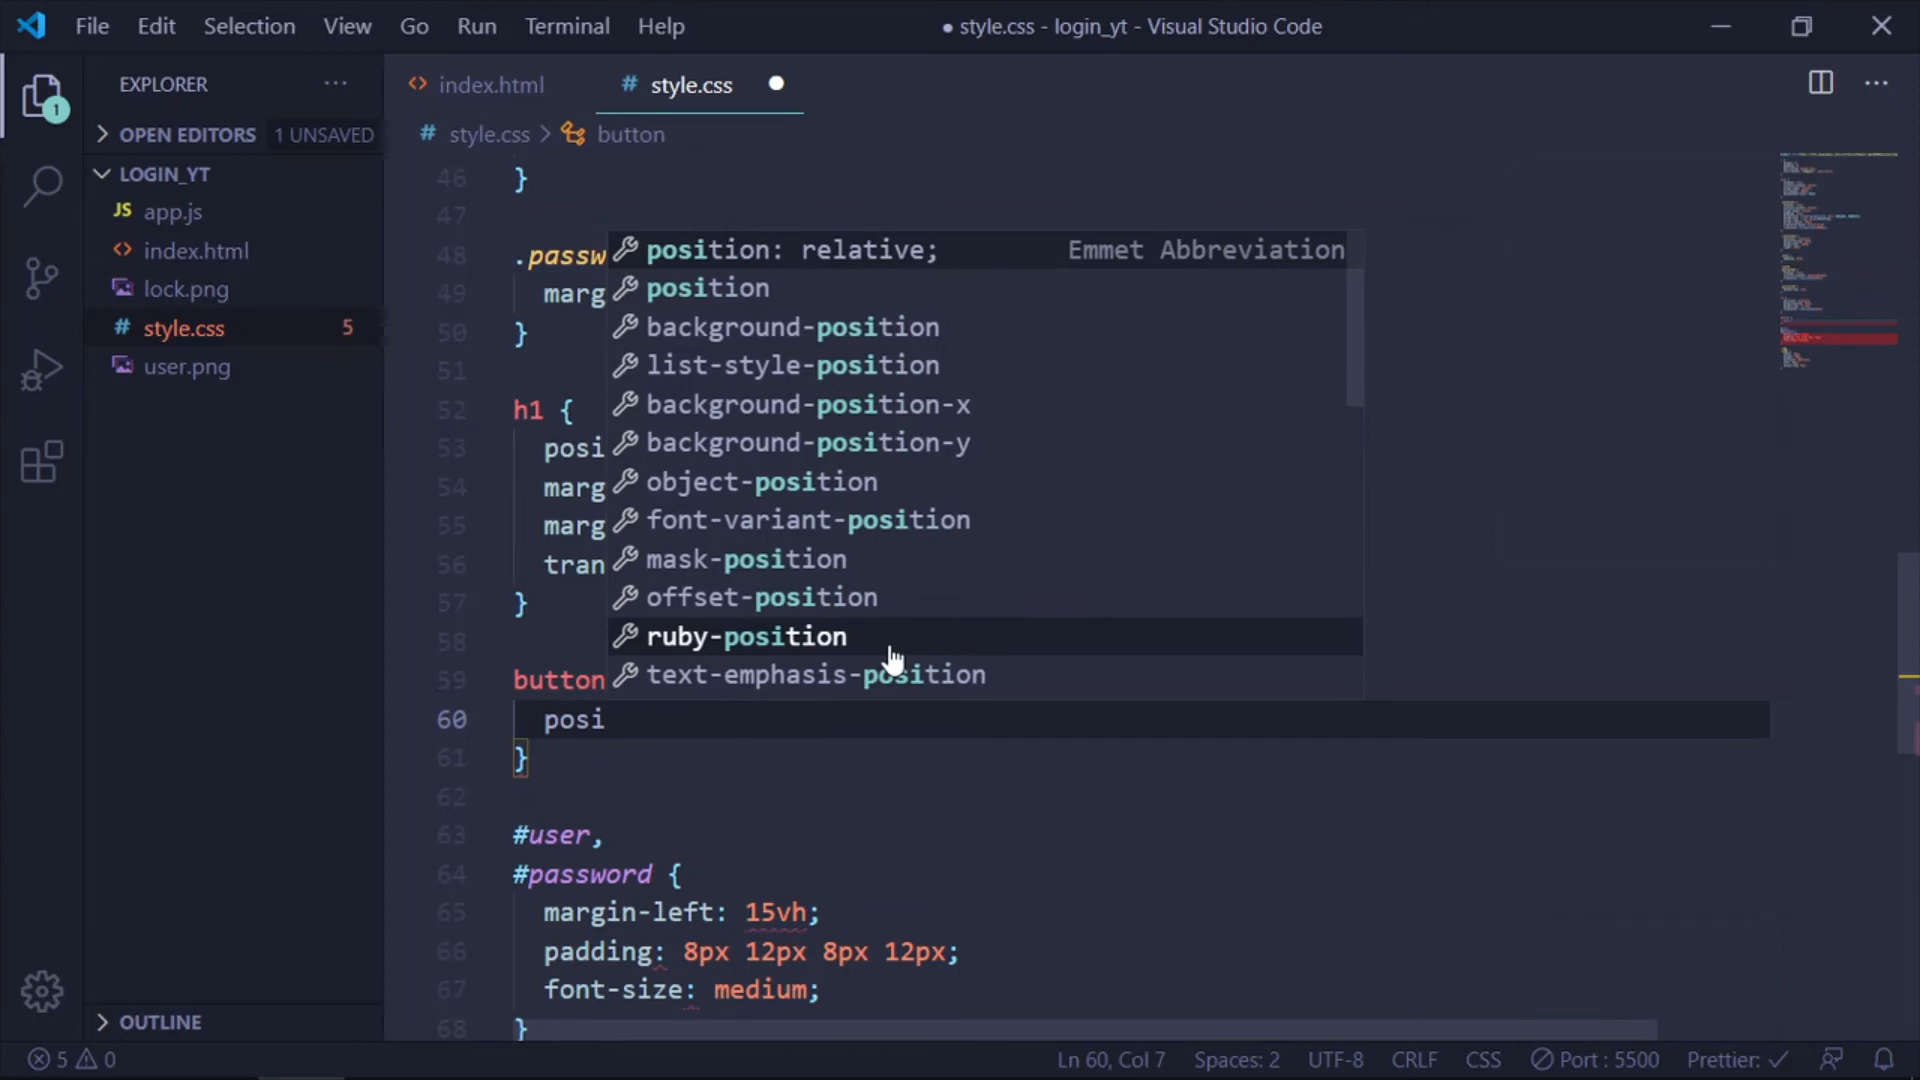 File Edit Selection View Go Run Terminal Help
● style.css - login_yt - Visual Studio Code
EXPLORER
OPEN EDITORS 1 UNSAVED
LOGIN_YT
JS app.js
<> index.html
lock.png
# style.css 5
user.png
OUTLINE
1
<> index.html
# style.css ●
# style.css > button
46 }
47
48 .passw
49 marg
50 }
51
52 h1 {
53 posi
54 marg
55 marg
56 tran
57 }
58
59 button
60 posi
61 }
62
63 #user,
64 #password {
65 margin-left: 15vh;
66 padding: 8px 12px 8px 12px;
67 font-size: medium;
68 }
position: relative; Emmet Abbreviation
position
background-position
list-style-position
background-position-x
background-position-y
object-position
font-variant-position
mask-position
offset-position
ruby-position
text-emphasis-position
5 0
Ln 60, Col 7 Spaces: 2 UTF-8 CRLF CSS Port : 5500 Prettier: ✓